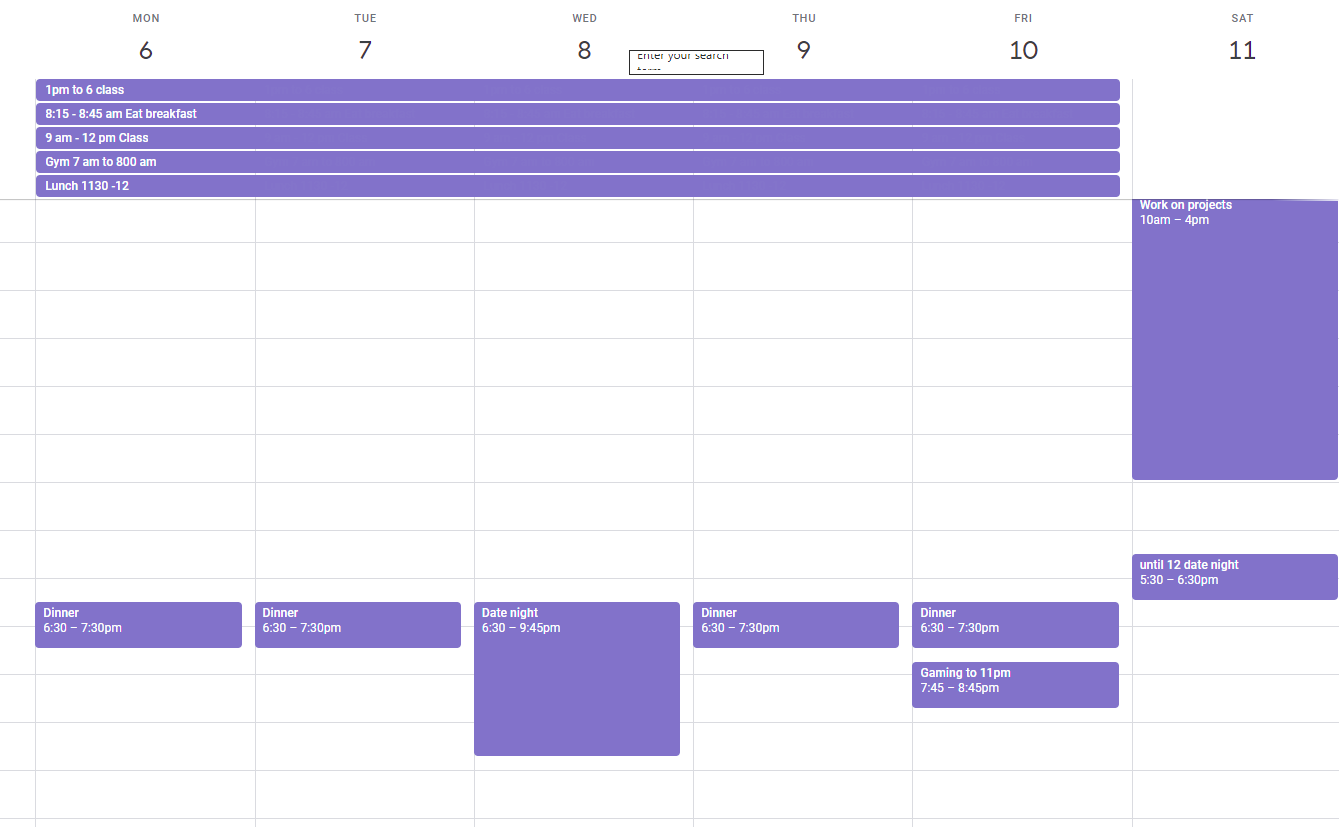 MON
TUE
WED
THU
FRI
SAT
6
7
8
9
10
11
Enter your search
term
1pm to 6 class
8:15 - 8:45 am Eat breakfast
9 am - 12 pm Class
Gym 7 am to 800 am
Lunch 1130 -12
Work on projects
10am – 4pm
until 12 date night
5:30 – 6:30pm
Dinner
6:30 – 7:30pm
Dinner
6:30 – 7:30pm
Date night
6:30 – 9:45pm
Dinner
6:30 – 7:30pm
Dinner
6:30 – 7:30pm
Gaming to 11pm
7:45 – 8:45pm